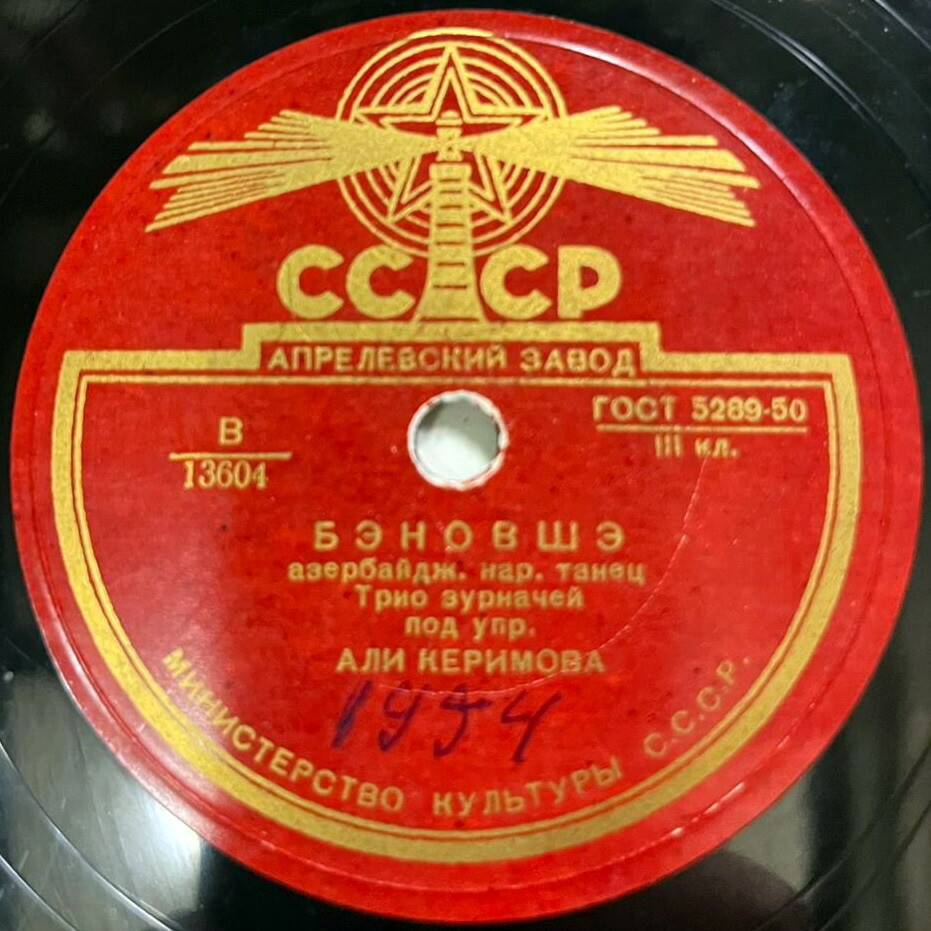 СССР
АПРЕЛЕВСКИЙ ЗАВОД
В
13604
ГОСТ 5289-50
III кл.
БЭНОВШЭ
азербайдж. нар. танец
Трио зурначей
под упр.
АЛИ КЕРИМОВА
1954
МИНИСТЕРСТВО КУЛЬТУРЫ С.С.С.Р.